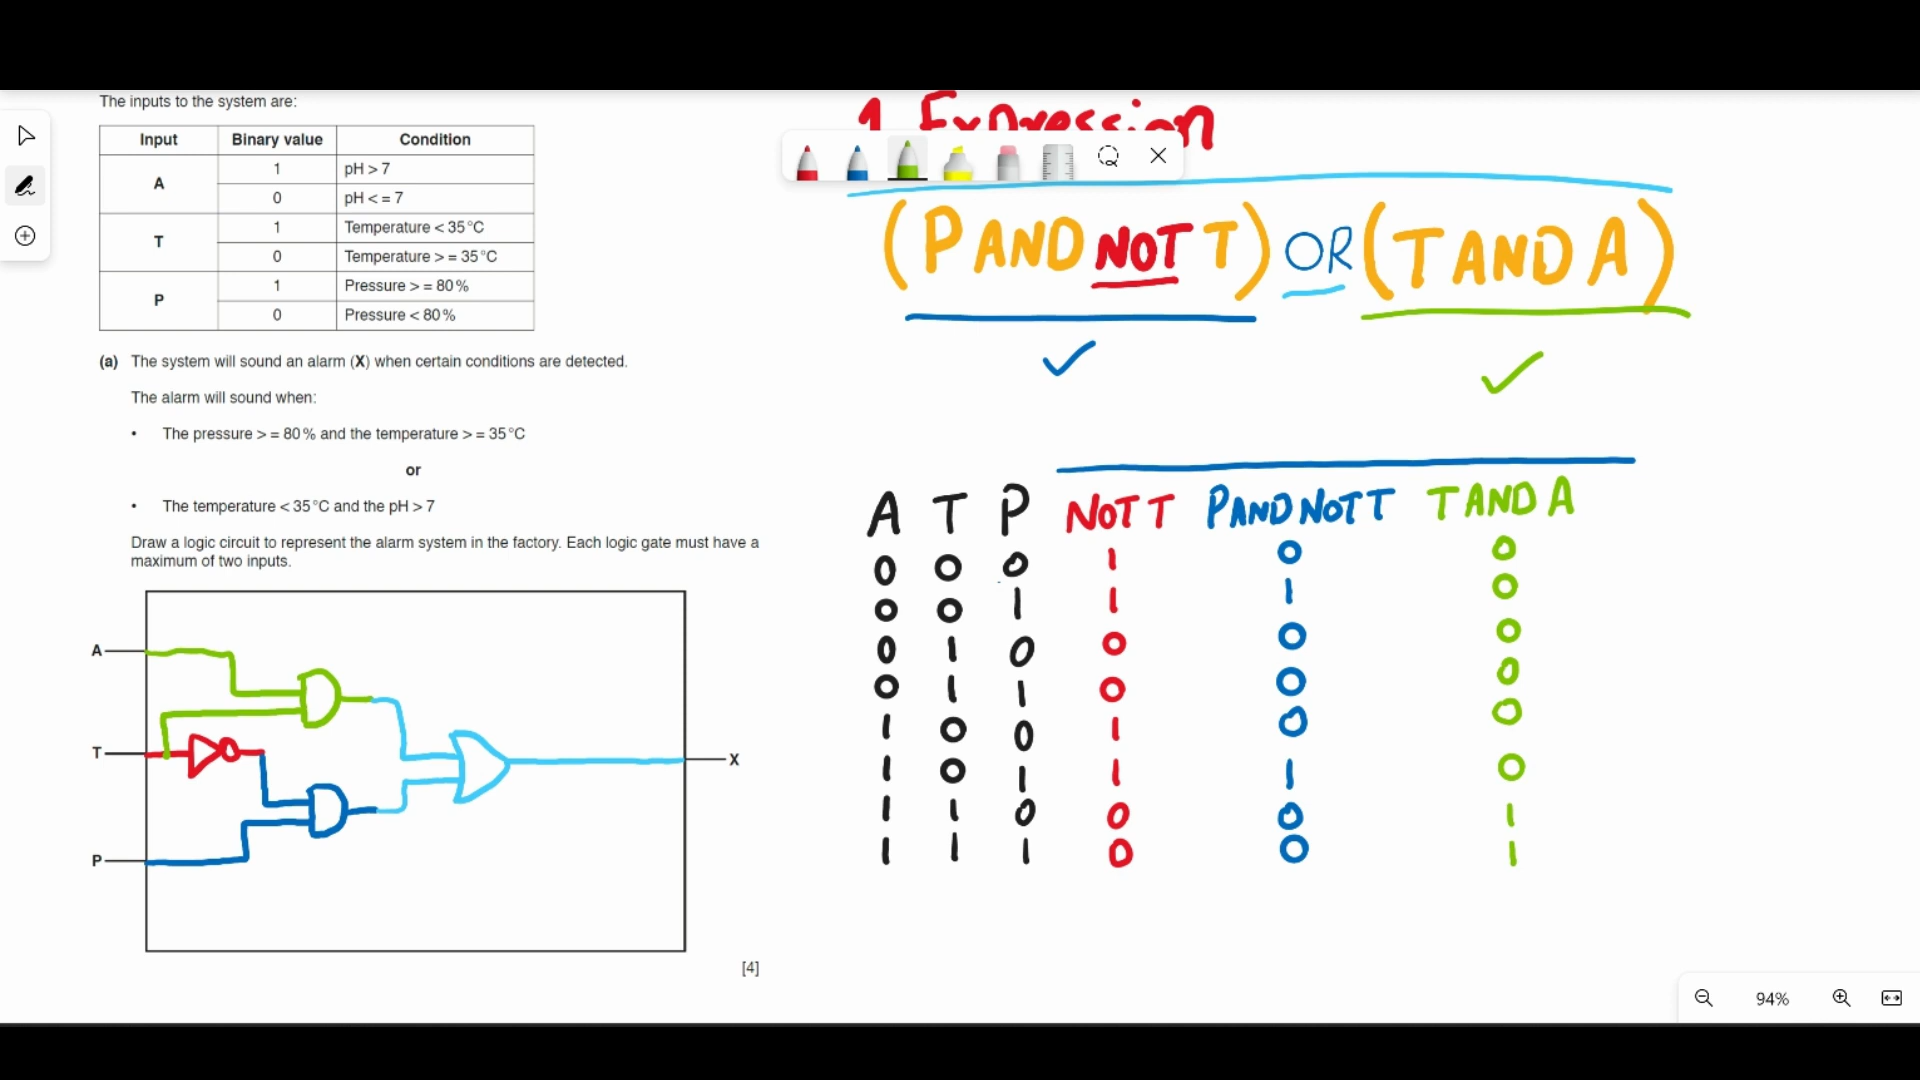 The inputs to the system are:
Input Binary value Condition
A 1 pH > 7
0 pH < = 7
T 1 Temperature < 35 °C
0 Temperature > = 35 °C
P 1 Pressure > = 80 %
0 Pressure < 80 %
(a) The system will sound an alarm (X) when certain conditions are detected.
The alarm will sound when:
• The pressure > = 80 % and the temperature > = 35 °C
or
• The temperature < 35 °C and the pH > 7
Draw a logic circuit to represent the alarm system in the factory. Each logic gate must have a
maximum of two inputs.
A
T
P
X
[4]
1 Expression
(P AND NOT T) OR (T AND A)
A T P NOT T P AND NOT T T AND A
0 0 0 1 0 0
0 0 1 1 1 0
0 1 0 0 0 0
0 1 1 0 0 0
1 0 0 1 0 0
1 0 1 1 1 0
1 1 0 0 0 1
1 1 1 0 0 1
94%